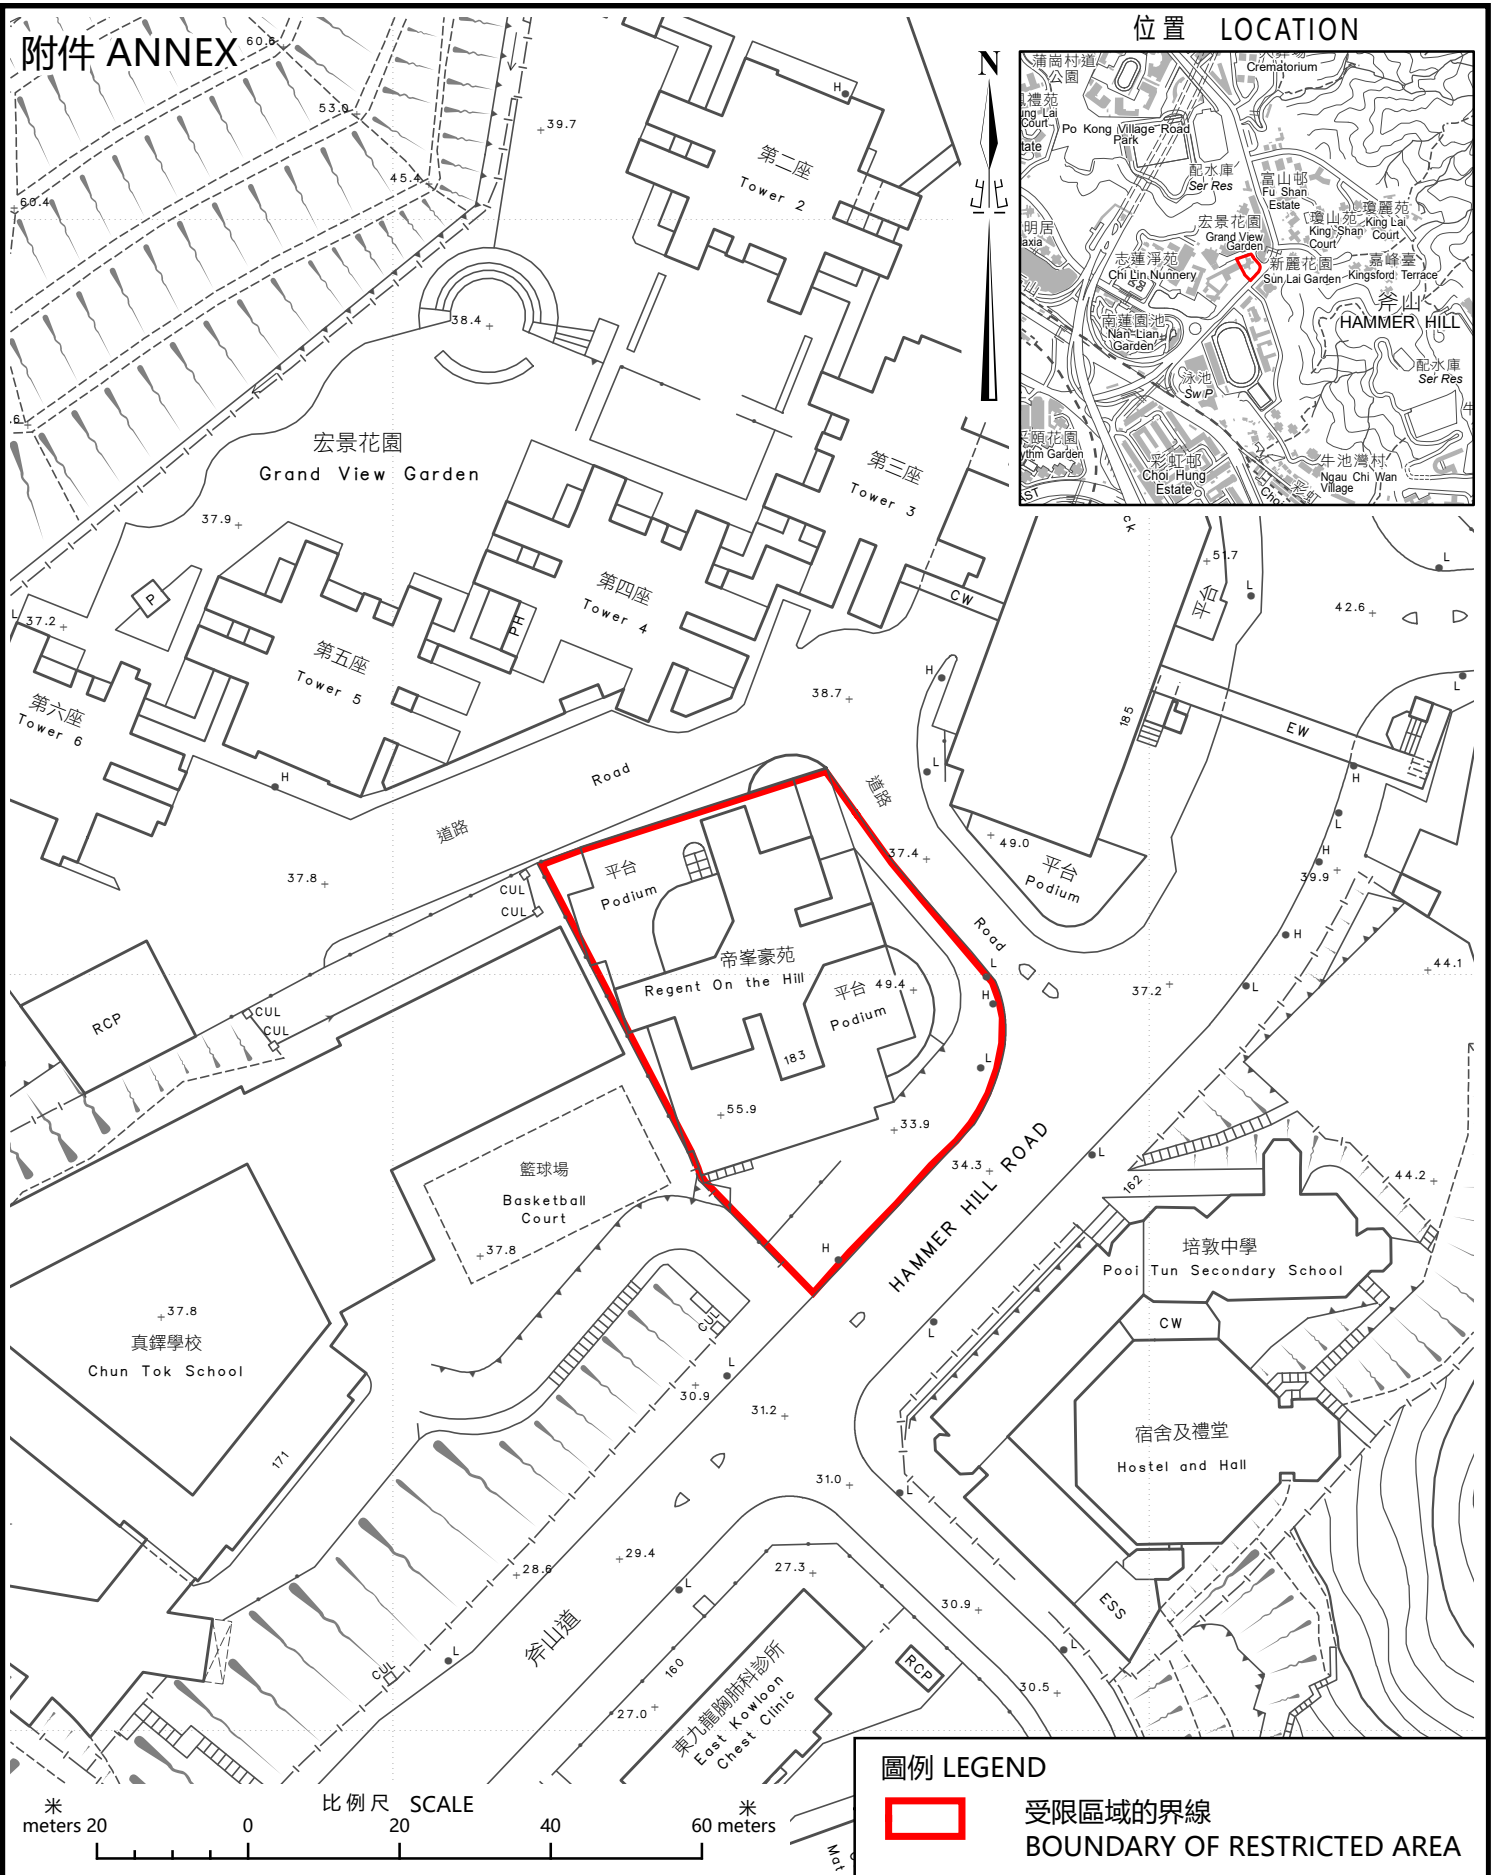 附件 ANNEX
位置 LOCATION
N
蒲崗村道
公園
Crematorium
Court
Po Kong Village Road
Park
配水庫
Ser Res
富山邨
Fu Shan
Estate
宏景花園
Grand View
Garden
瓊山苑
King Shan
Court
瓊麗苑
King Lai
Court
志蓮淨苑
Chi Lin Nunnery
新麗花園
Sun Lai Garden
嘉峰臺
Kingsford Terrace
斧山
HAMMER HILL
南蓮園池
Nan Lian
Garden
泳池
Sw P
配水庫
Ser Res
彩虹邨
Choi Hung
Estate
牛池灣村
Ngau Chi Wan
Village
60.6
53.0
45.4
60.4
39.7
38.4
H
第二座
Tower 2
宏景花園
Grand View Garden
第三座
Tower 3
37.9
第四座
Tower 4
PH
P
第五座
Tower 5
37.2
第六座
Tower 6
CW
51.7
平台
L
L
42.6
L
38.7
H
185
EW
H
L
H
39.9
Road
道路
道路
H
37.8
CUL
CUL
L
49.0
平台
Podium
37.4
平台
Podium
帝峯豪苑
Regent On the Hill
平台
49.4
Podium
183
55.9
33.9
34.3
Road
L
H
L
H
37.2
L
H
44.1
RCP
CUL
CUL
籃球場
Basketball
Court
37.8
HAMMER HILL ROAD
L
162
44.2
培敦中學
Pooi Tun Secondary School
CW
宿舍及禮堂
Hostel and Hall
ESS
37.8
真鐸學校
Chun Tok School
171
CUL
L
30.9
31.2
L
31.0
L
28.6
29.4
L
27.3
30.9
L
30.5
斧山道
CUL
L
160
27.0
東九龍胸肺科診所
East Kowloon
Chest Clinic
RCP
比例尺 SCALE
米
meters 20 0 20 40 60 meters
米
圖例 LEGEND
受限區域的界線
BOUNDARY OF RESTRICTED AREA